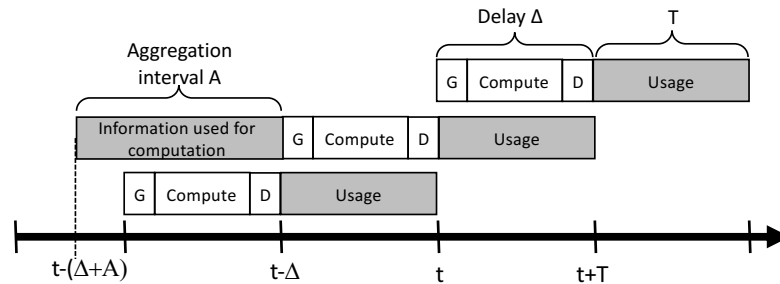 Delay Δ
T
Aggregation
interval A
G Compute D Usage
Information used for
computation
G Compute D Usage
G Compute D Usage
t-(Δ+A) t-Δ t t+T